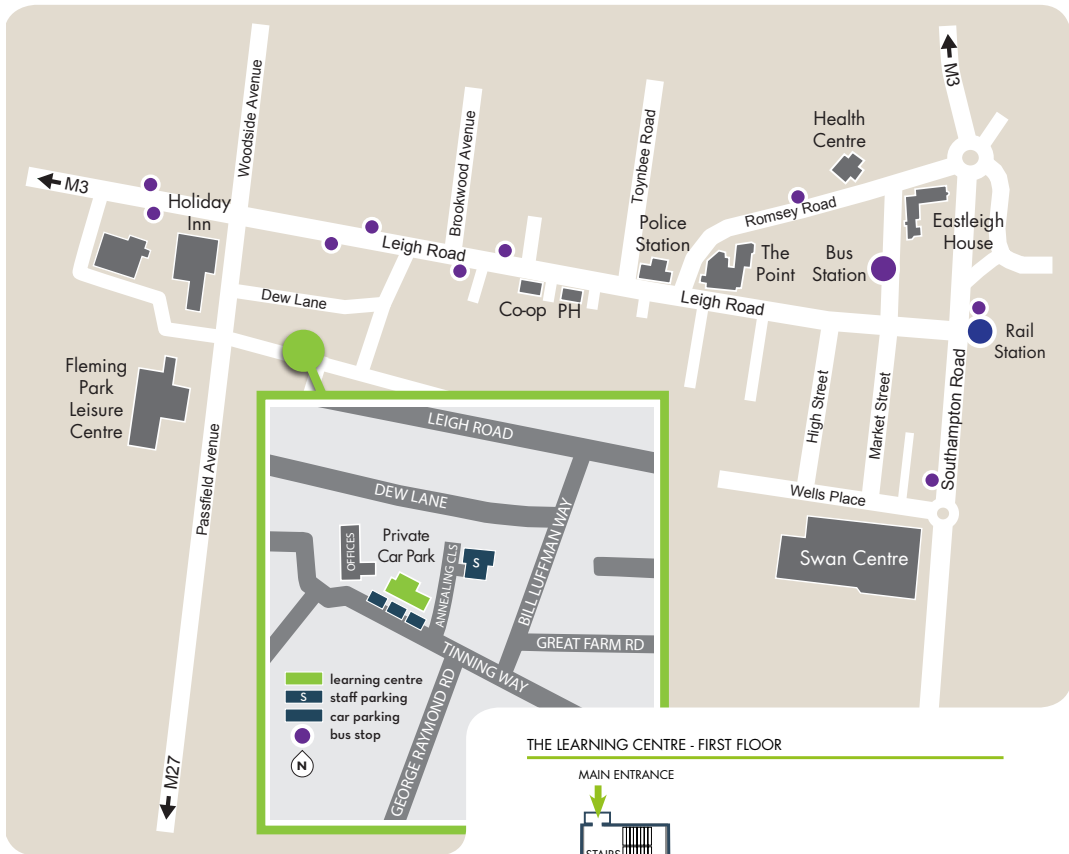 M3
Woodside Avenue
Health
Centre
M3
Holiday
Inn
Brookwood Avenue
Toynbee Road
Romsey Road
Police
Station
Eastleigh
House
Leigh Road
The
Point
Bus
Station
Dew Lane
Co-op
PH
Leigh Road
Rail
Station
Fleming
Park
Leisure
Centre
High Street
Market Street
Southampton Road
Passfield Avenue
Wells Place
Swan Centre
M27
LEIGH ROAD
DEW LANE
BILL LUFFMAN WAY
OFFICES
Private
Car Park
ANNEALING CLS
S
GREAT FARM RD
TINNING WAY
GEORGE RAYMOND RD
learning centre
S staff parking
car parking
bus stop
N
THE LEARNING CENTRE - FIRST FLOOR
MAIN ENTRANCE
STAIRS